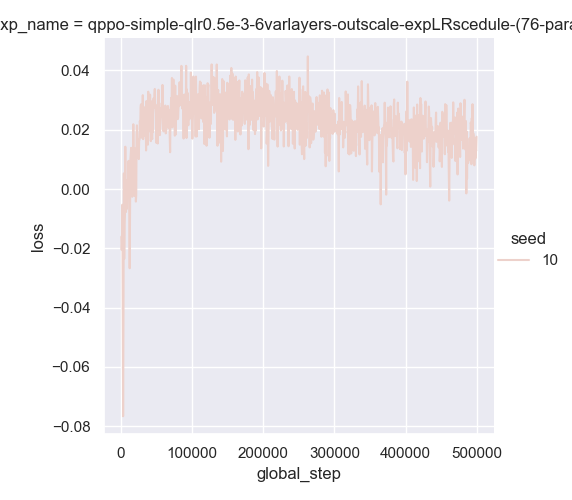 xp_name = qppo-simple-qlr0.5e-3-6varlayers-outscale-expLRscedule-(76-para
0.04
0.02
0.00
−0.02
−0.04
−0.06
−0.08
loss
0 100000 200000 300000 400000 500000
global_step
seed
10